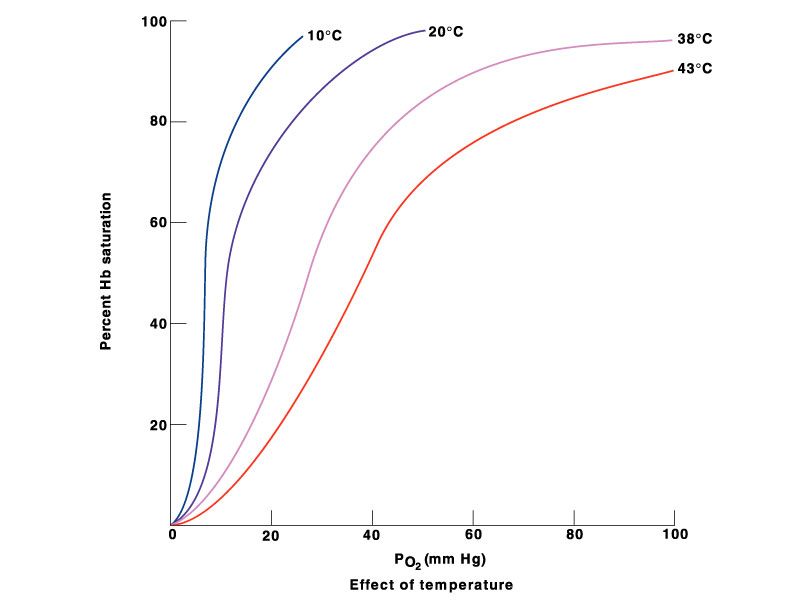 100
10°C
20°C
38°C
43°C
80
60
40
20
Percent Hb saturation
0
20
40
60
80
100
PO2 (mm Hg)
Effect of temperature